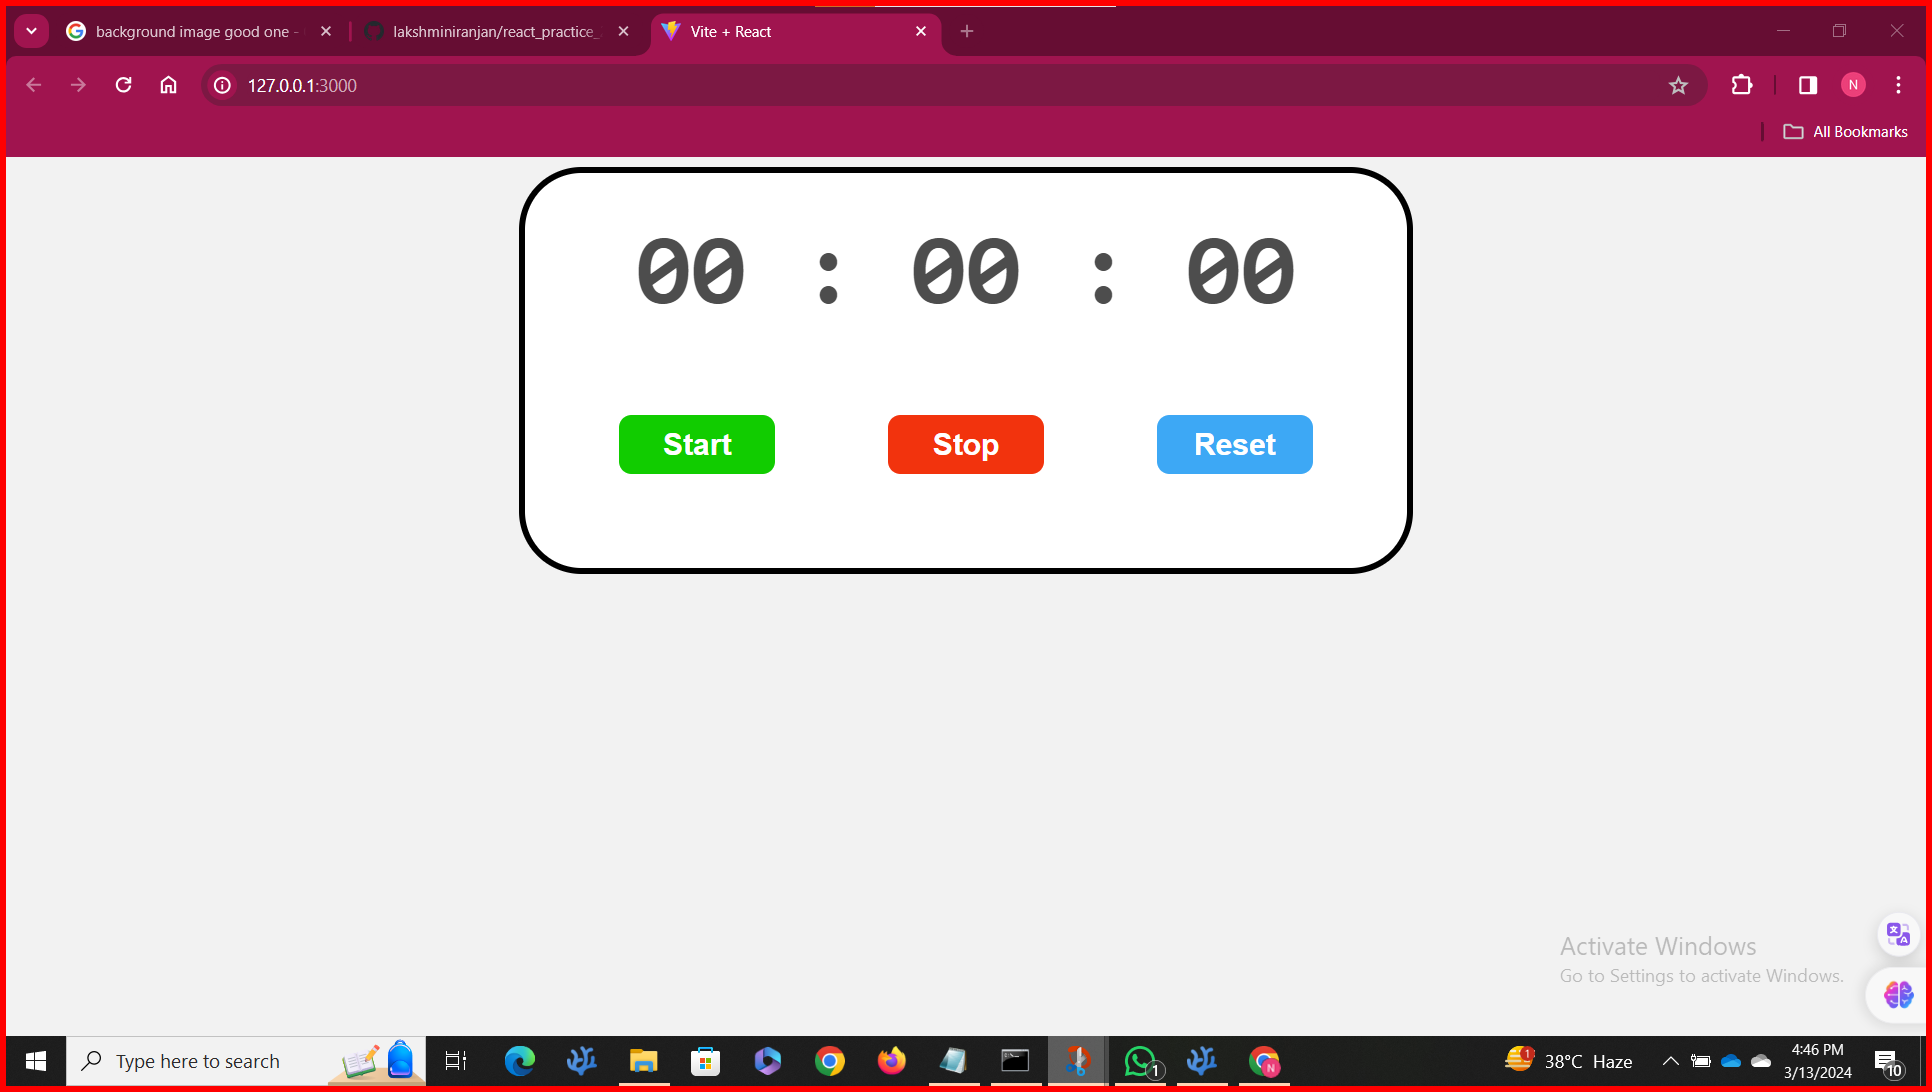 background image good one -
lakshminiranjan/react_practice_
Vite + React
127.0.0.1:3000
N
All Bookmarks
00 : 00 : 00
Start
Stop
Reset
Activate Windows
Go to Settings to activate Windows.
Type here to search
1
N
1
38°C Haze
4:46 PM
3/13/2024
10